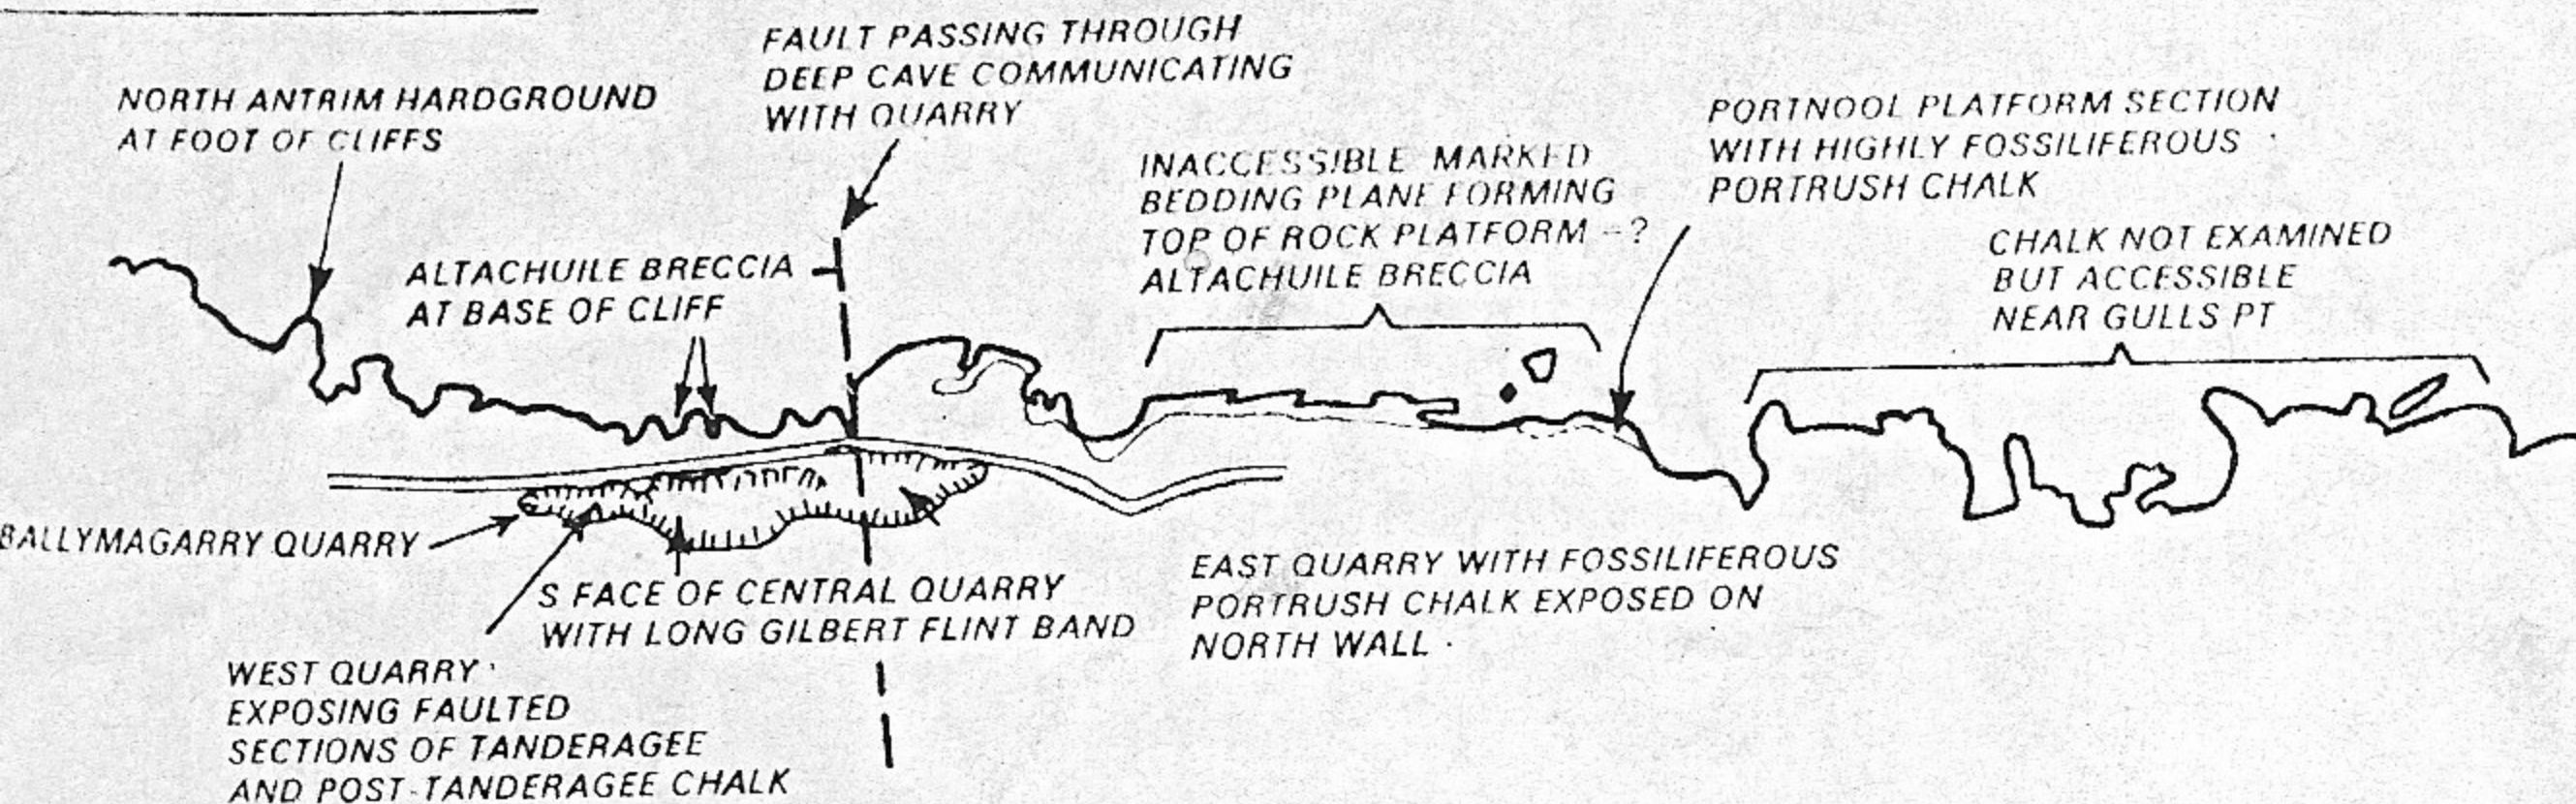 NORTH ANTRIM HARDGROUND
AT FOOT OF CLIFFS
FAULT PASSING THROUGH
DEEP CAVE COMMUNICATING
WITH QUARRY
ALTACHUILE BRECCIA
AT BASE OF CLIFF
INACCESSIBLE MARKED
BEDDING PLANE FORMING
TOP OF ROCK PLATFORM -?
ALTACHUILE BRECCIA
PORTNOOL PLATFORM SECTION
WITH HIGHLY FOSSILIFEROUS
PORTRUSH CHALK
CHALK NOT EXAMINED
BUT ACCESSIBLE
NEAR GULLS PT
BALLYMAGARRY QUARRY
S FACE OF CENTRAL QUARRY
WITH LONG GILBERT FLINT BAND
WEST QUARRY
EXPOSING FAULTED
SECTIONS OF TANDERAGEE
AND POST-TANDERAGEE CHALK
EAST QUARRY WITH FOSSILIFEROUS
PORTRUSH CHALK EXPOSED ON
NORTH WALL